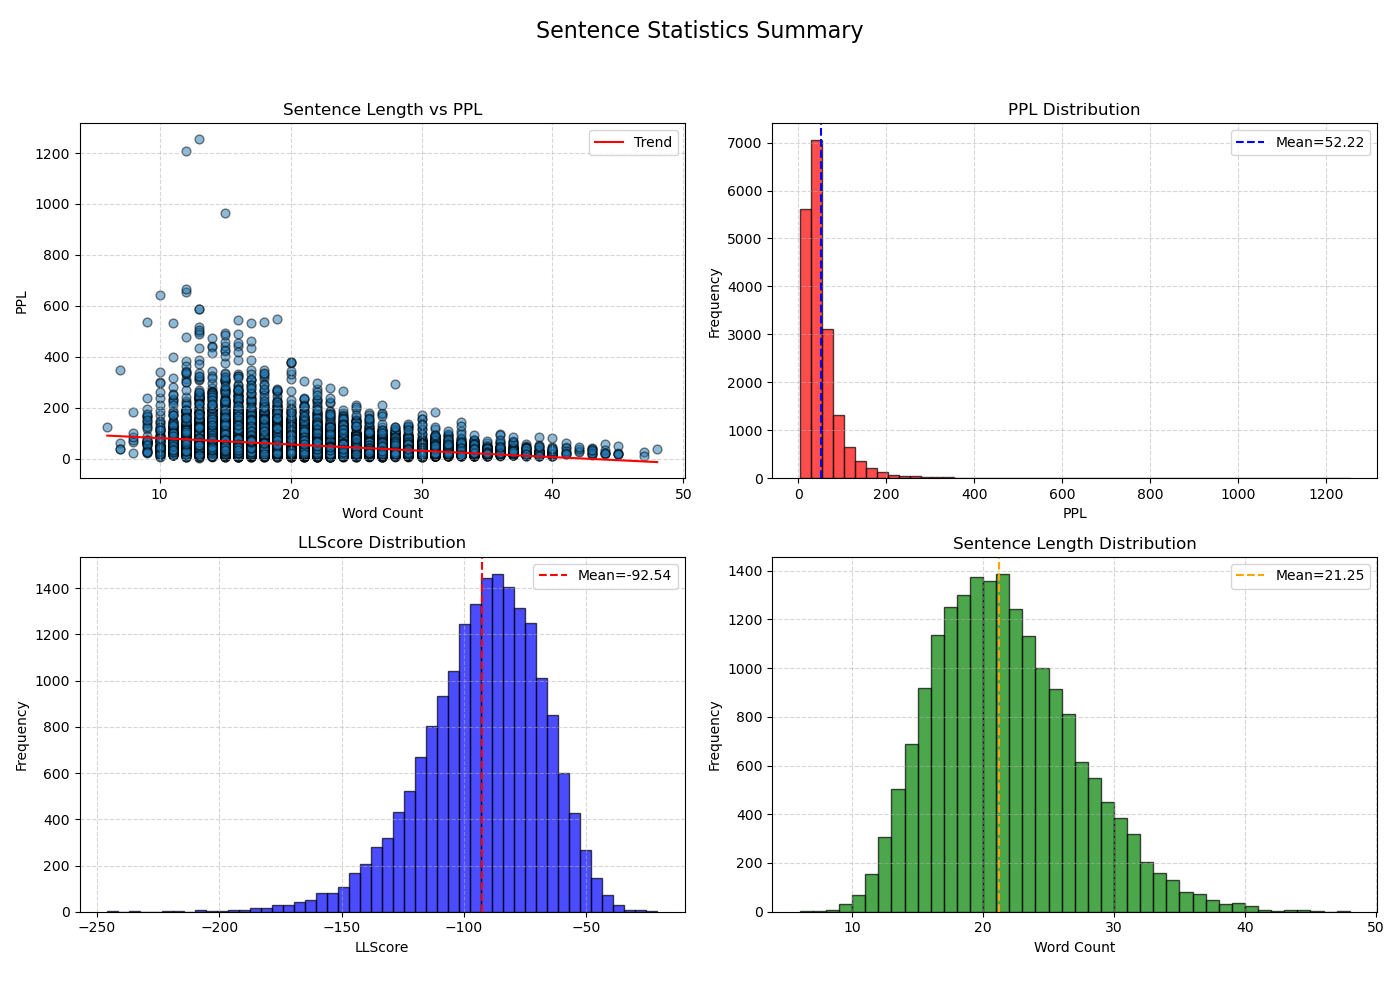 Sentence Statistics Summary
Sentence Length vs PPL
Trend
PPL
1200
1000
800
600
400
200
0
10 20 30 40 50
Word Count
PPL Distribution
Mean=52.22
Frequency
7000
6000
5000
4000
3000
2000
1000
0
0 200 400 600 800 1000 1200
PPL
LLScore Distribution
Mean=-92.54
Frequency
1400
1200
1000
800
600
400
200
0
−250 −200 −150 −100 −50
LLScore
Sentence Length Distribution
Mean=21.25
Frequency
1400
1200
1000
800
600
400
200
0
10 20 30 40 50
Word Count